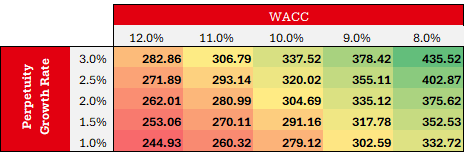 WACC
12.0% 11.0% 10.0% 9.0% 8.0%
Perpetuity
Growth Rate
3.0% 282.86 306.79 337.52 378.42 435.52
2.5% 271.89 293.14 320.02 355.11 402.87
2.0% 262.01 280.99 304.69 335.12 375.62
1.5% 253.06 270.11 291.16 317.78 352.53
1.0% 244.93 260.32 279.12 302.59 332.72